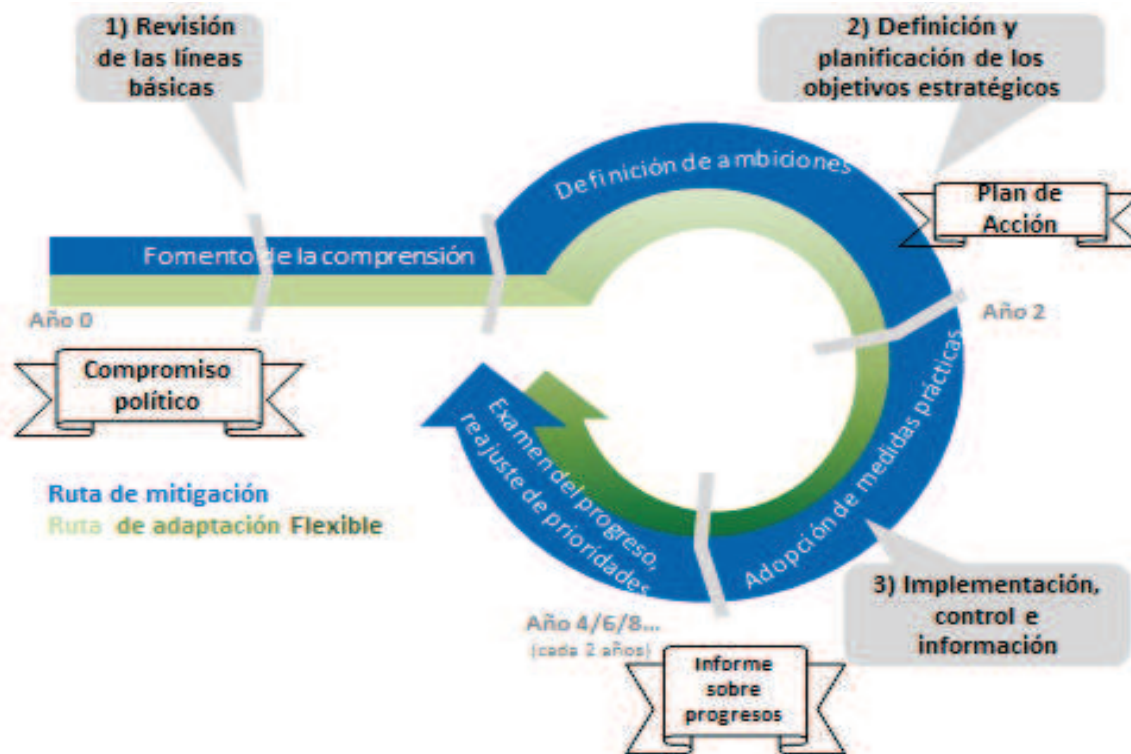 1) Revisión
de las líneas
básicas
2) Definición y
planificación de los
objetivos estratégicos
Definición de ambiciones
Plan de
Acción
Fomento de la comprensión
Año 0
Año 2
Compromiso
político
Examen del progreso,
reajuste de prioridades
Adopción de medidas prácticas
Ruta de mitigación
Ruta de adaptación Flexible
3) Implementación,
control e
información
Año 4/6/8...
(cada 2 años)
Informe
sobre
progresos